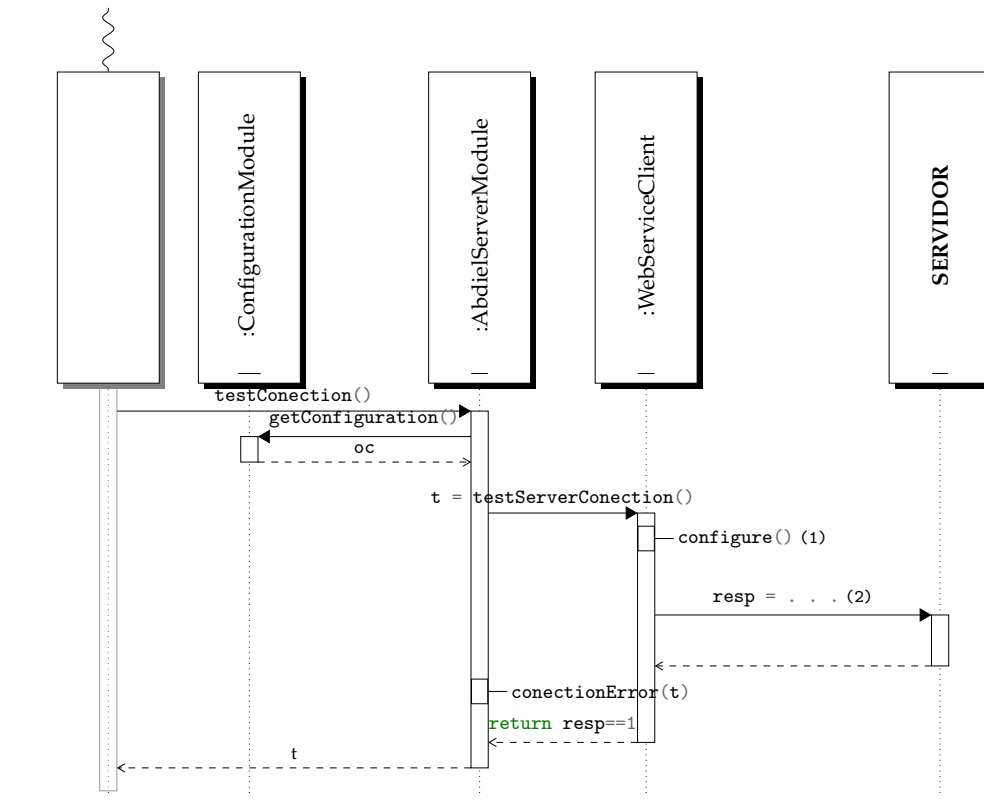 :ConfigurationModule
:AbdielServerModule
:WebServiceClient
SERVIDOR
testConection()
getConfiguration()
oc
t = testServerConection()
configure() (1)
resp = . . . (2)
conectionError(t)
return resp==1
t